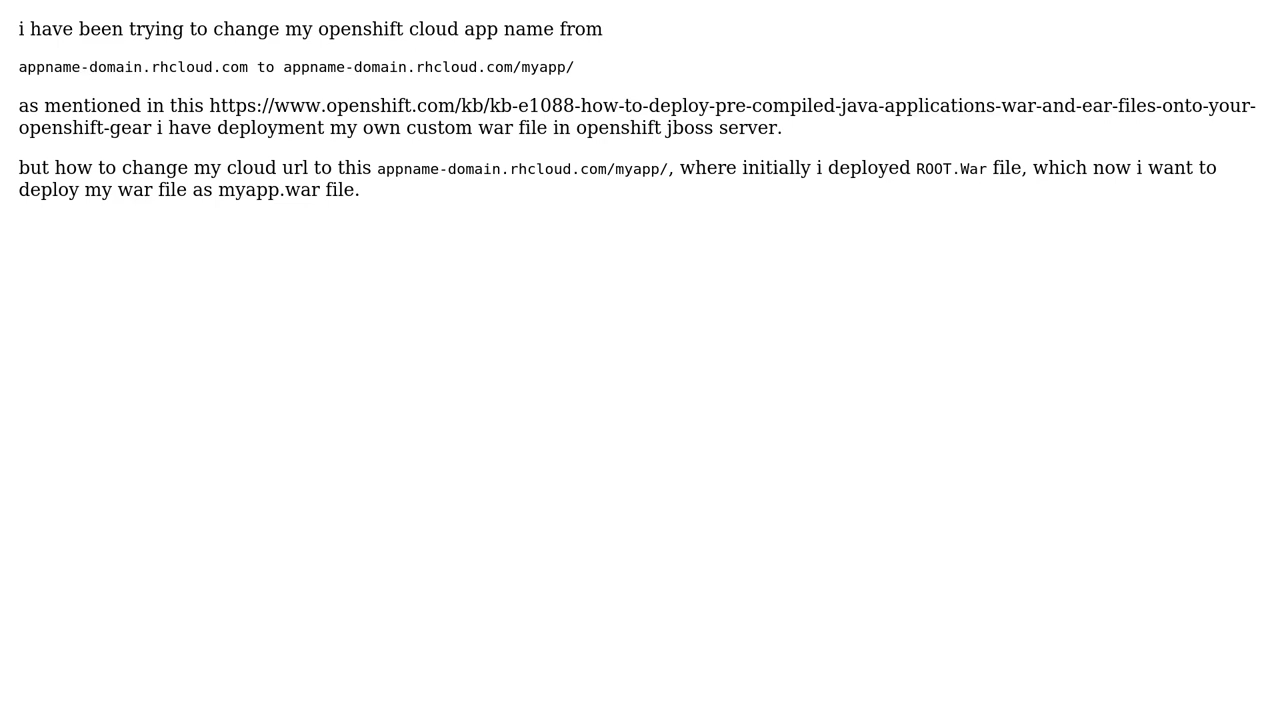 i have been trying to change my openshift cloud app name from
appname-domain.rhcloud.com to appname-domain.rhcloud.com/myapp/
as mentioned in this https://www.openshift.com/kb/kb-e1088-how-to-deploy-pre-compiled-java-applications-war-and-ear-files-onto-your-
openshift-gear i have deployment my own custom war file in openshift jboss server.
but how to change my cloud url to this appname-domain.rhcloud.com/myapp/, where initially i deployed ROOT.War file, which now i want to
deploy my war file as myapp.war file.